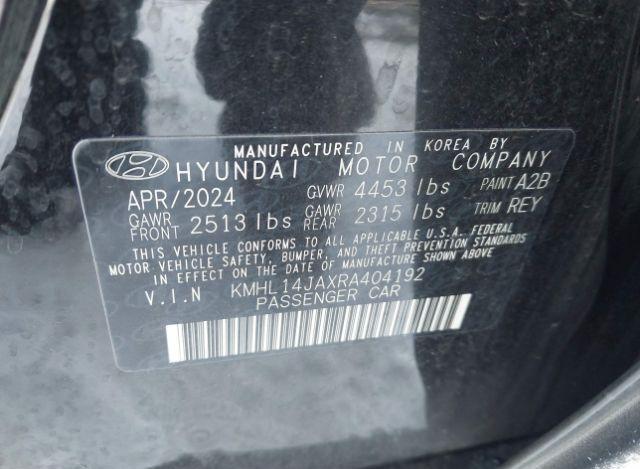 MANUFACTURED IN KOREA BY
HYUNDAI MOTOR COMPANY
APR/2024 GVWR 4453 lbs PAINT A2B
GAWR FRONT 2513 lbs GAWR REAR 2315 lbs TRIM REY
THIS VEHICLE CONFORMS TO ALL APPLICABLE U.S.A. FEDERAL
MOTOR VEHICLE SAFETY, BUMPER, AND THEFT PREVENTION STANDARDS
IN EFFECT ON THE DATE OF MANUFACTURE SHOWN ABOVE
V.I.N KMHL14JAXRA404192
PASSENGER CAR